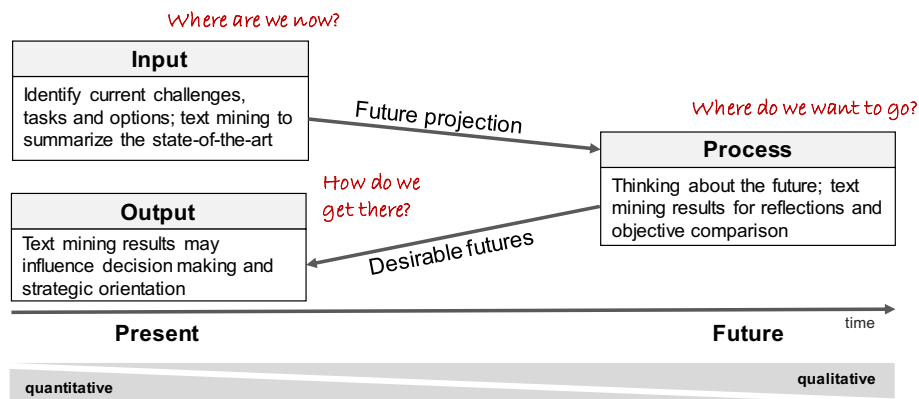 Where are we now?
Input
Identify current challenges,
tasks and options; text mining to
summarize the state-of-the-art
Future projection
Where do we want to go?
Process
Thinking about the future; text
mining results for reflections and
objective comparison
How do we
get there?
Output
Text mining results may
influence decision making and
strategic orientation
Desirable futures
time
Present
Future
quantitative
qualitative